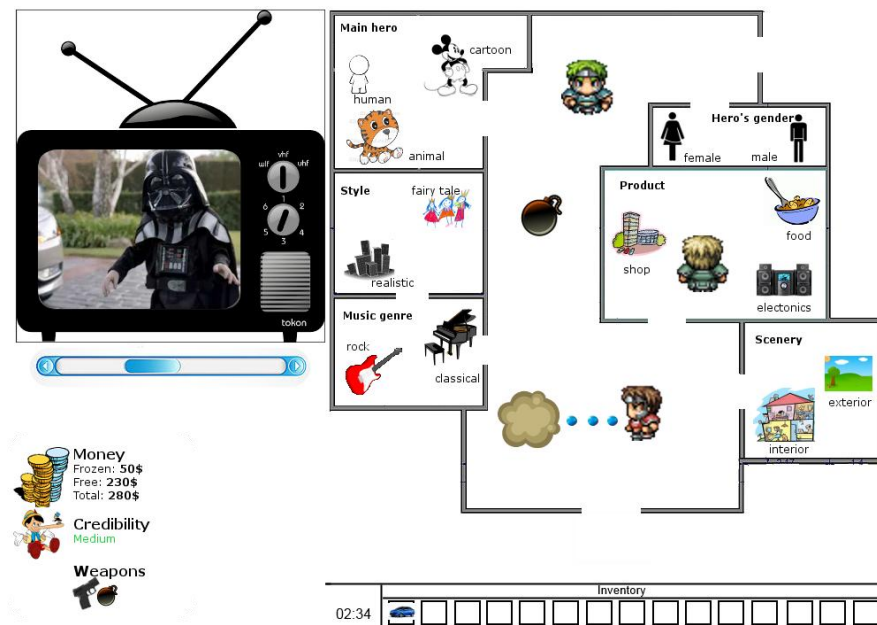 Main hero
cartoon
human
animal
Hero's gender
female
male
Style
fairy tale
realistic
Product
food
shop
electonics
Music genre
rock
classical
Scenery
exterior
interior
vhf
uhf
1
6 2
5 4
3
tokon
Money
Frozen: 50$
Free: 230$
Total: 280$
Credibility
Medium
Weapons
Inventory
02:34